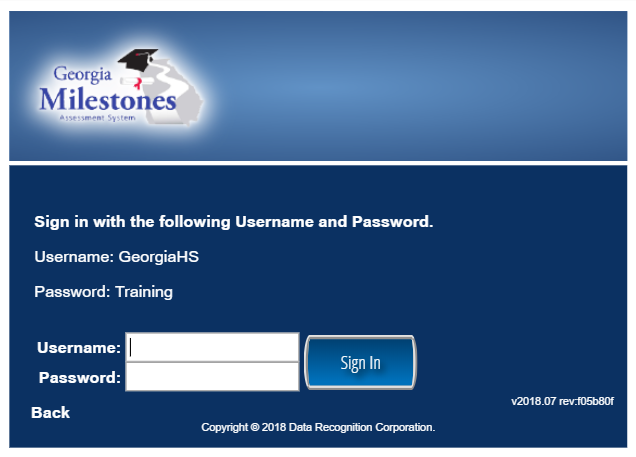 Georgia
Milestones
Assessment System
Sign in with the following Username and Password.
Username: GeorgiaHS
Password: Training
Username:
Sign In
Password:
v2018.07 rev:f05b80f
Back
Copyright © 2018 Data Recognition Corporation.